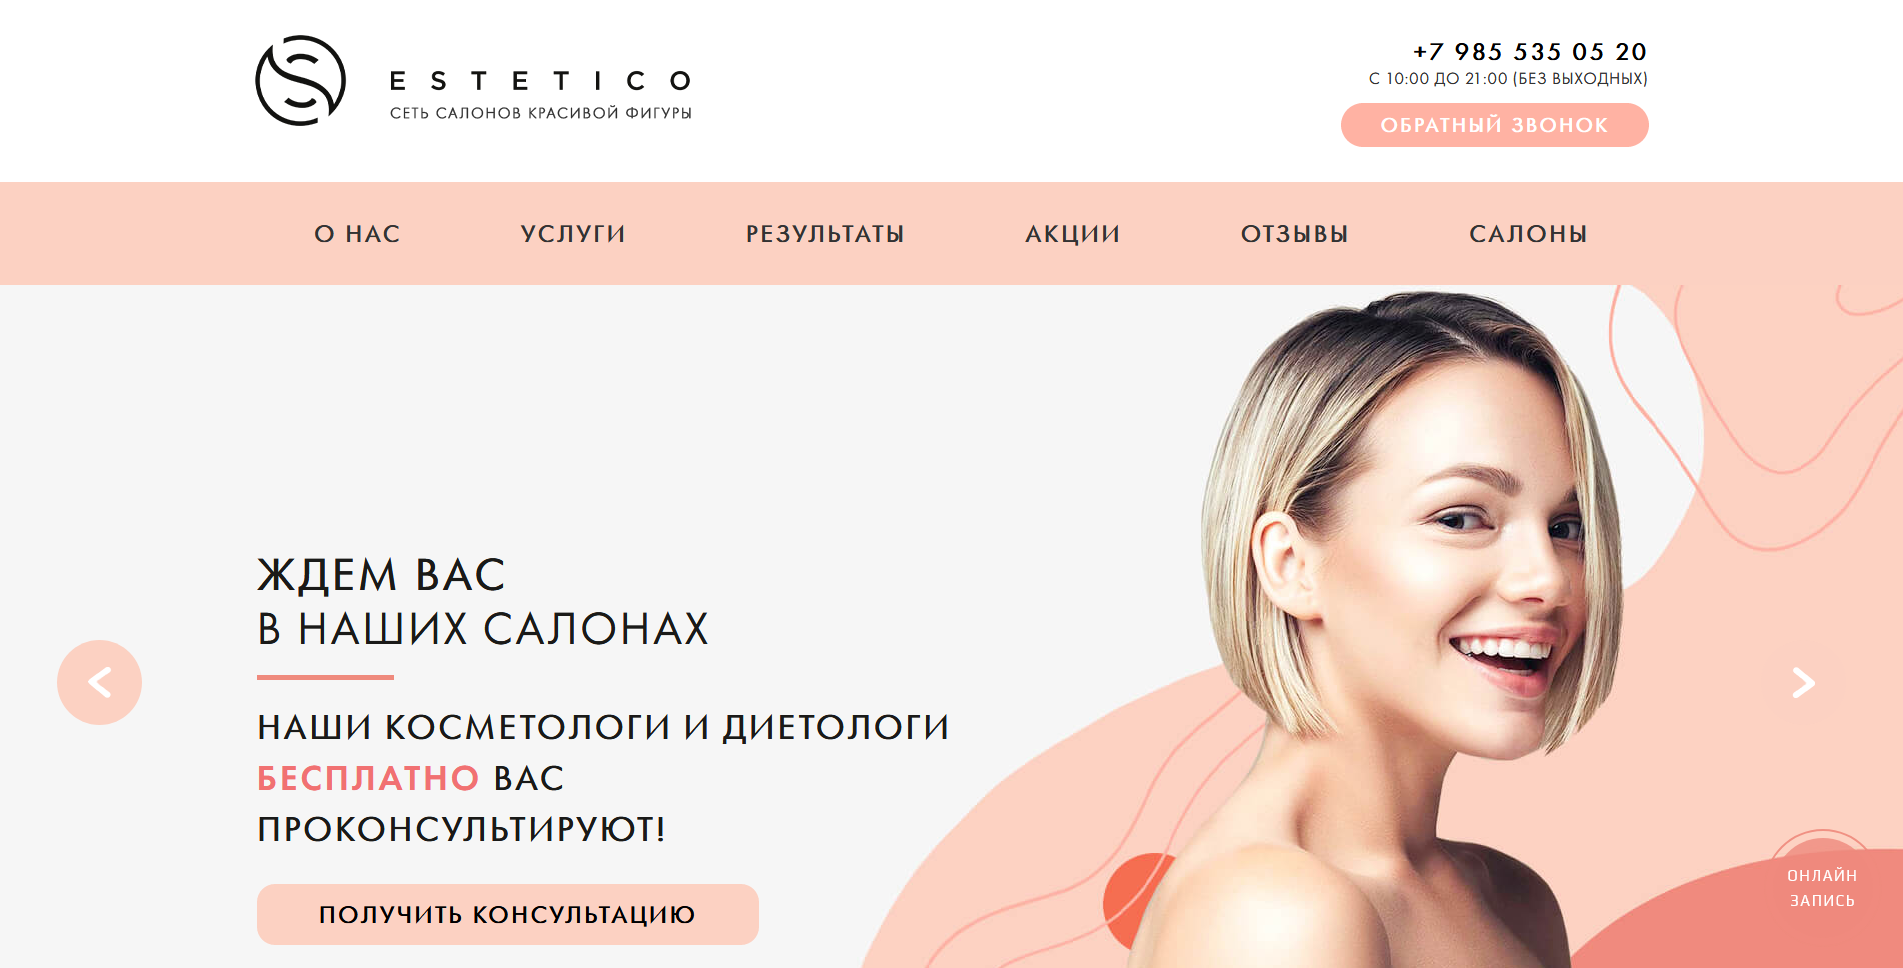 ESTETICO
СЕТЬ САЛОНОВ КРАСИВОЙ ФИГУРЫ
+7 985 535 05 20
С 10:00 ДО 21:00 (БЕЗ ВЫХОДНЫХ)
ОБРАТНЫЙ ЗВОНОК
О НАС УСЛУГИ РЕЗУЛЬТАТЫ АКЦИИ ОТЗЫВЫ САЛОНЫ
ЖДЕМ ВАС
В НАШИХ САЛОНАХ
НАШИ КОСМЕТОЛОГИ И ДИЕТОЛОГИ
БЕСПЛАТНО ВАС
ПРОКОНСУЛЬТИРУЮТ!
ПОЛУЧИТЬ КОНСУЛЬТАЦИЮ
ОНЛАЙН
ЗАПИСЬ